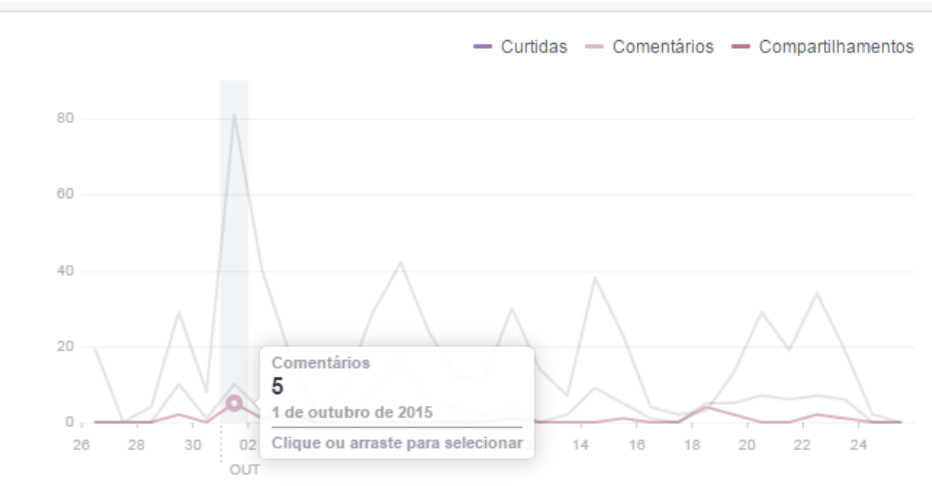 Curtidas Comentários Compartilhamentos
80
60
40
20
0
Comentários
5
1 de outubro de 2015
Clique ou arraste para selecionar
26 28 30 02 14 16 18 20 22 24
OUT